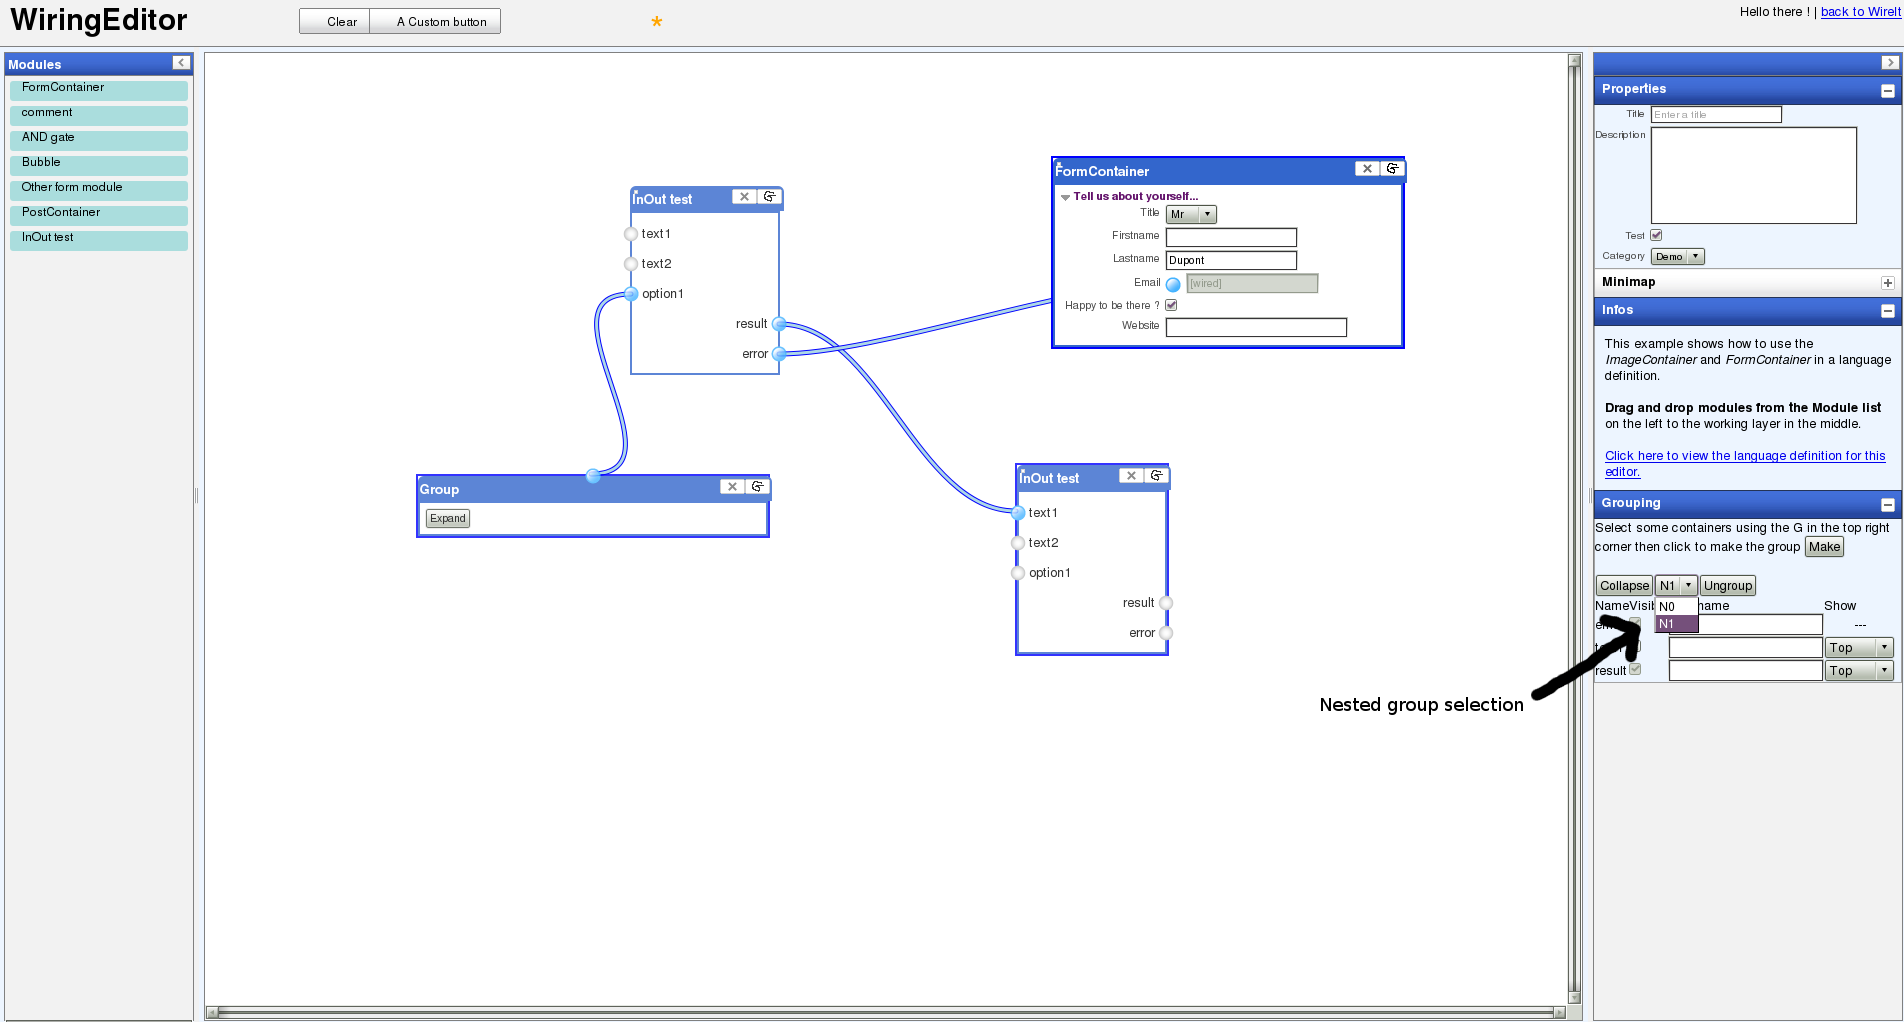 WiringEditor
Clear
A Custom button
*
Hello there ! | back to WireIt
Modules
FormContainer
comment
AND gate
Bubble
Other form module
PostContainer
InOut test
InOut test
text1
text2
option1
result
error
FormContainer
Tell us about yourself...
Title Mr
Firstname
Lastname Dupont
Email [wired]
Happy to be there ?
Website
Group
Expand
InOut test
text1
text2
option1
result
error
Nested group selection
Properties
Title Enter a title
Description
Test
Category Demo
Minimap
Infos
This example shows how to use the
ImageContainer and FormContainer in a language
definition.
Drag and drop modules from the Module list
on the left to the working layer in the middle.
Click here to view the language definition for this
editor.
Grouping
Select some containers using the G in the top right
corner then click to make the group Make
Collapse N1 Ungroup
N0
N1
Name Show
---
Top
result Top